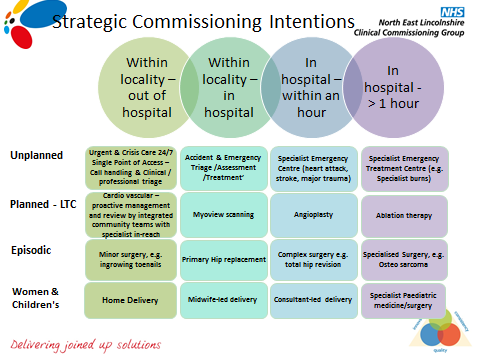 Strategic Commissioning Intentions
NHS
North East Lincolnshire
Clinical Commissioning Group
Within
locality –
out of
hospital
Within
locality –
in
hospital
In
hospital –
within an
hour
In
hospital -
> 1 hour
Unplanned
Urgent & Crisis Care 24/7
Single Point of Access –
Call handling & Clinical /
professional triage
Accident & Emergency
Triage /Assessment
/Treatment'
Specialist Emergency
Centre (heart attack,
stroke, major trauma)
Specialist Emergency
Treatment Centre (e.g.
Specialist burns)
Planned - LTC
Cardio vascular –
proactive management
and review by integrated
community teams with
specialist in-reach
Myoview scanning
Angioplasty
Ablation therapy
Episodic
Minor surgery, e.g.
ingrowing toenails
Primary Hip replacement
Complex surgery e.g.
total hip revision
Specialised Surgery, e.g.
Osteo sarcoma
Women &
Children's
Home Delivery
Midwife-led delivery
Consultant-led delivery
Specialist Paediatric
medicine/surgery
Delivering joined up solutions
quality